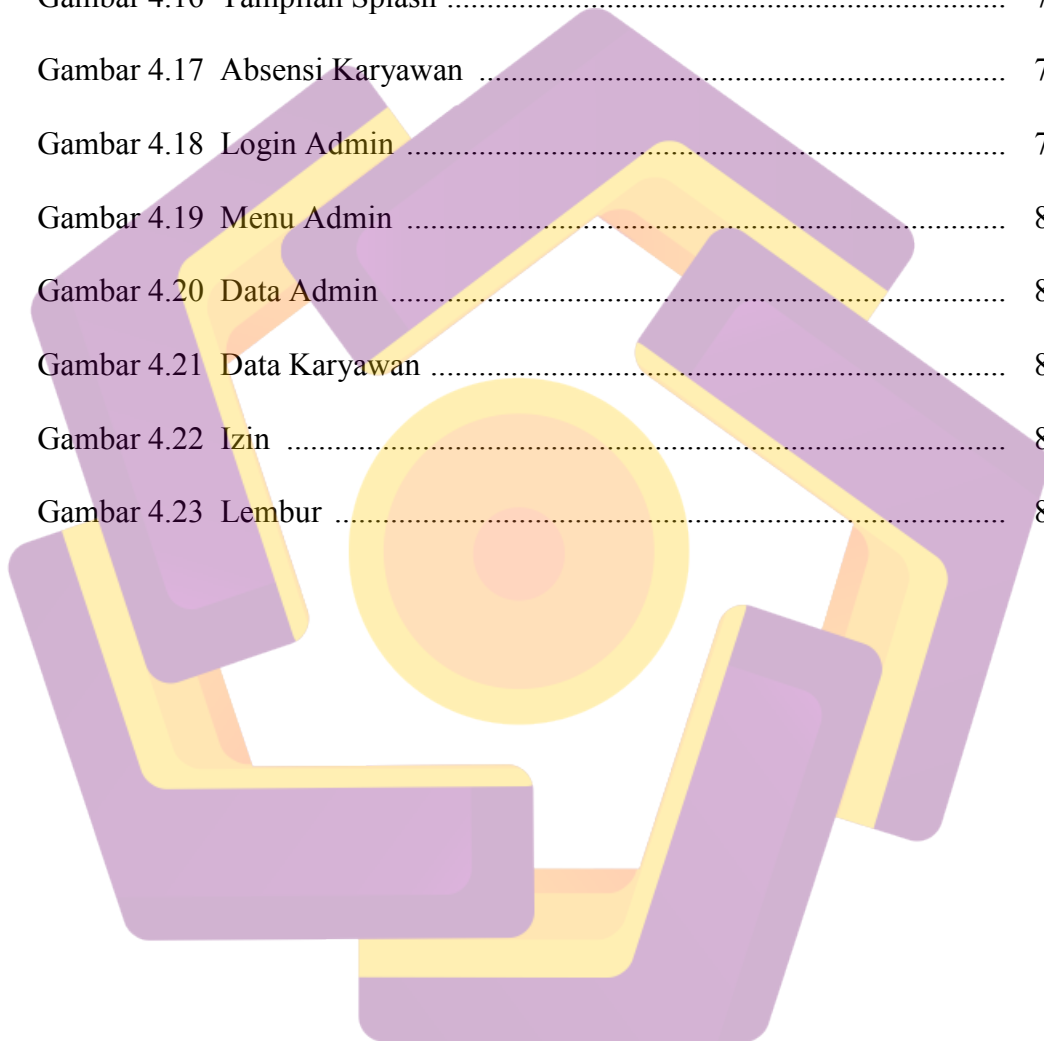 Gambar 4.16 Tampilan Splash ............................................................... 7
Gambar 4.17 Absensi Karyawan ........................................................... 7
Gambar 4.18 Login Admin .................................................................... 7
Gambar 4.19 Menu Admin .................................................................... 8
Gambar 4.20 Data Admin ...................................................................... 8
Gambar 4.21 Data Karyawan ................................................................. 8
Gambar 4.22 Izin ................................................................................... 8
Gambar 4.23 Lembur ............................................................................. 8